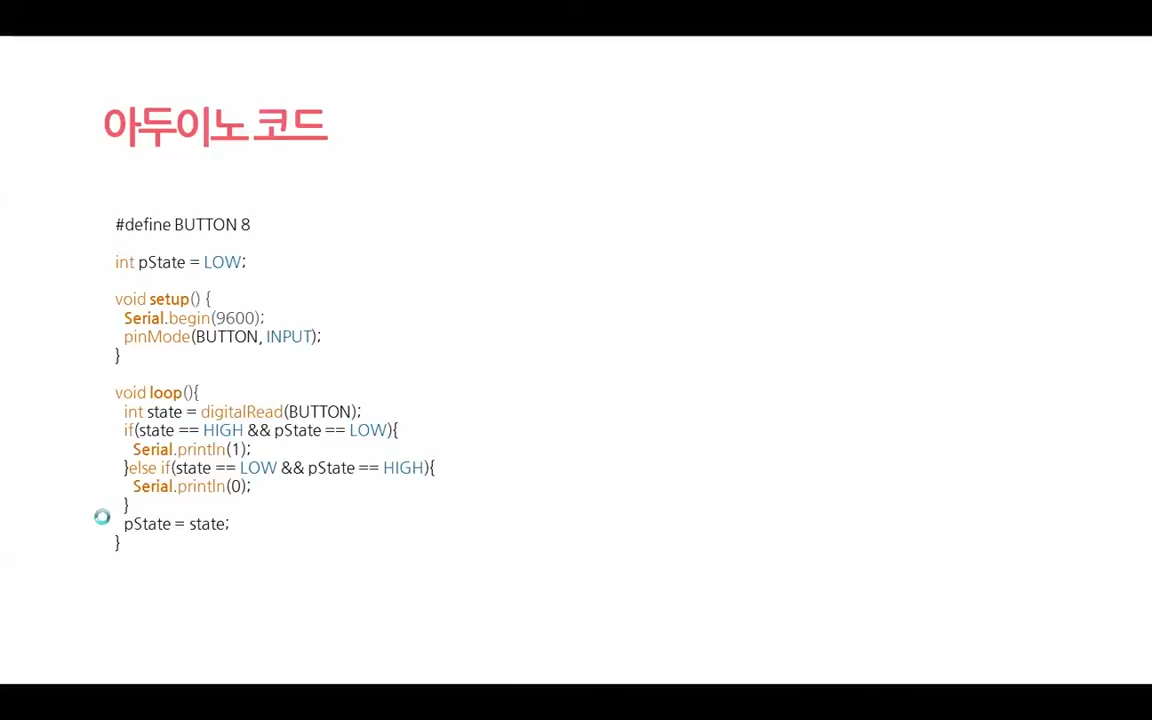 아두이노 코드
#define BUTTON 8
int pState = LOW;
void setup() {
Serial.begin(9600);
pinMode(BUTTON, INPUT);
}
void loop(){
int state = digitalRead(BUTTON);
if(state == HIGH && pState == LOW){
Serial.println(1);
}else if(state == LOW && pState == HIGH){
Serial.println(0);
}
pState = state;
}